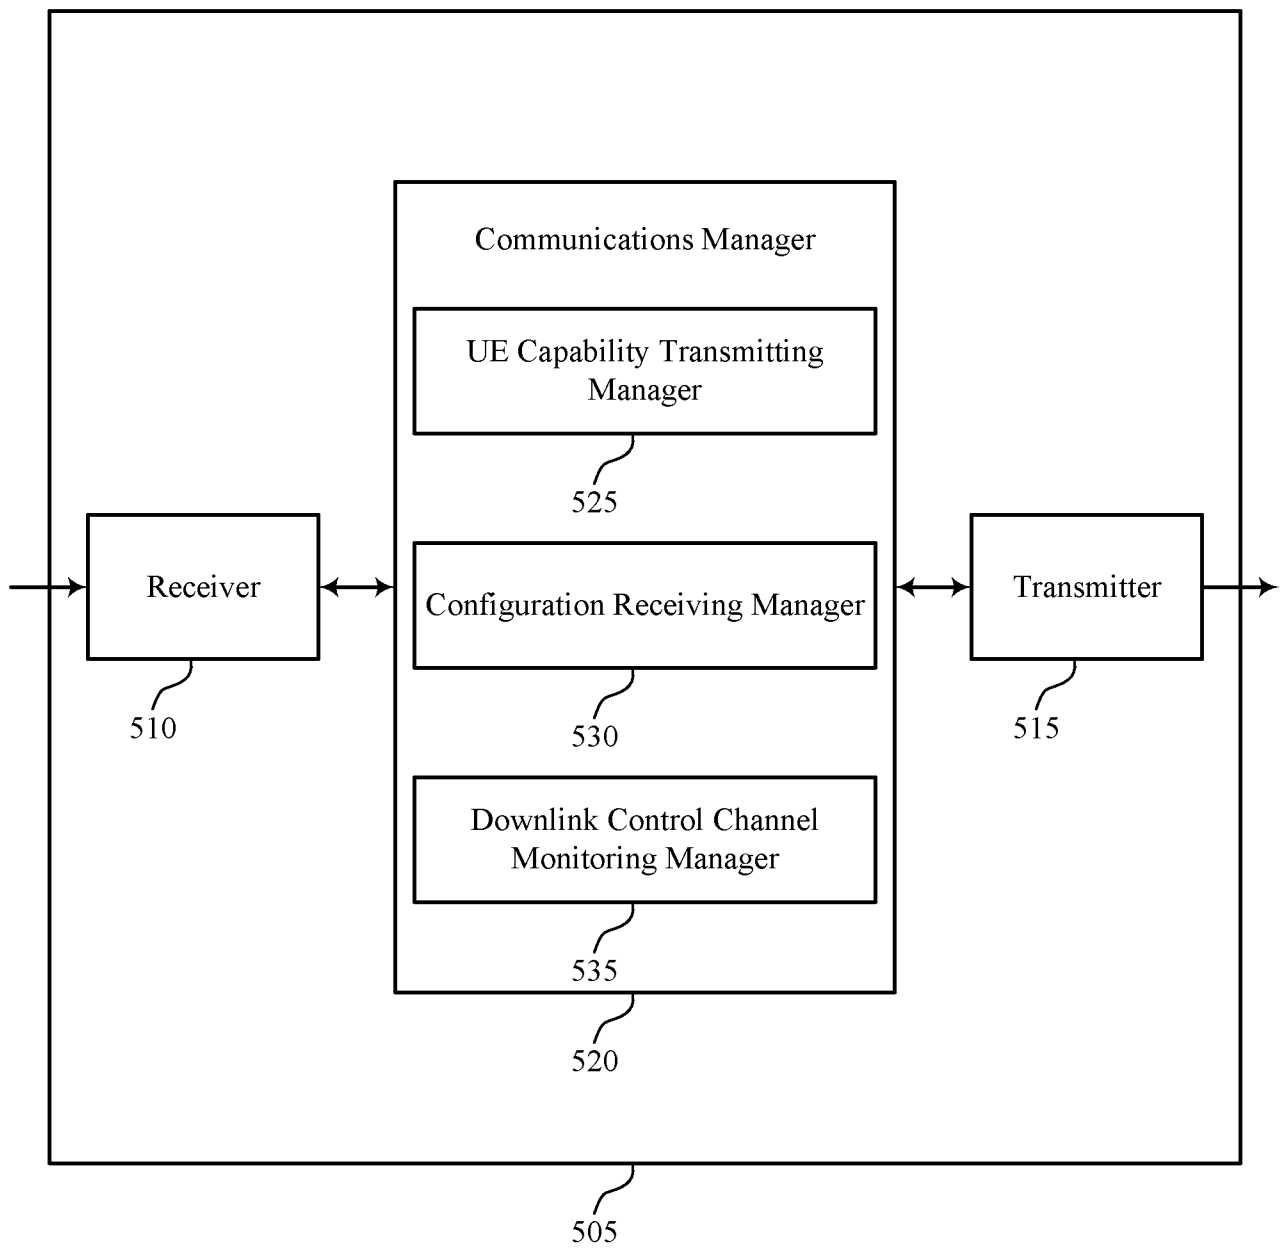 Communications Manager
UE Capability Transmitting
Manager
525
Receiver
510
Configuration Receiving Manager
530
Transmitter
515
Downlink Control Channel
Monitoring Manager
535
520
505